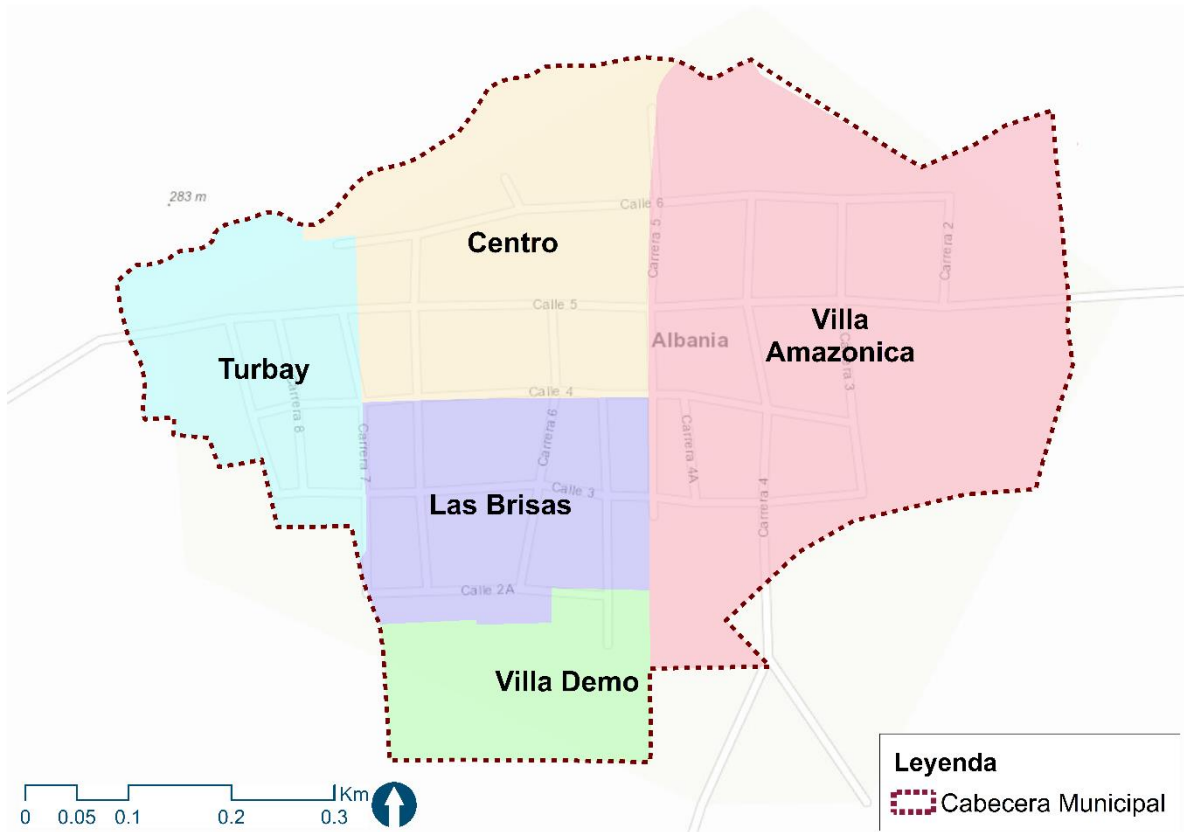 283 m
Calle 6
Centro
Carrera 5
Carrera 2
Calle 5
Albania
Villa
Amazonica
Carrera 3
Turbay
Carrera 8
Calle 4
Carrera 7
Carrera 6
Carrera 4A
Las Brisas
Calle 3
Carrera 4
Calle 2A
Villa Demo
Leyenda
Cabecera Municipal
Km
0 0.05 0.1 0.2 0.3